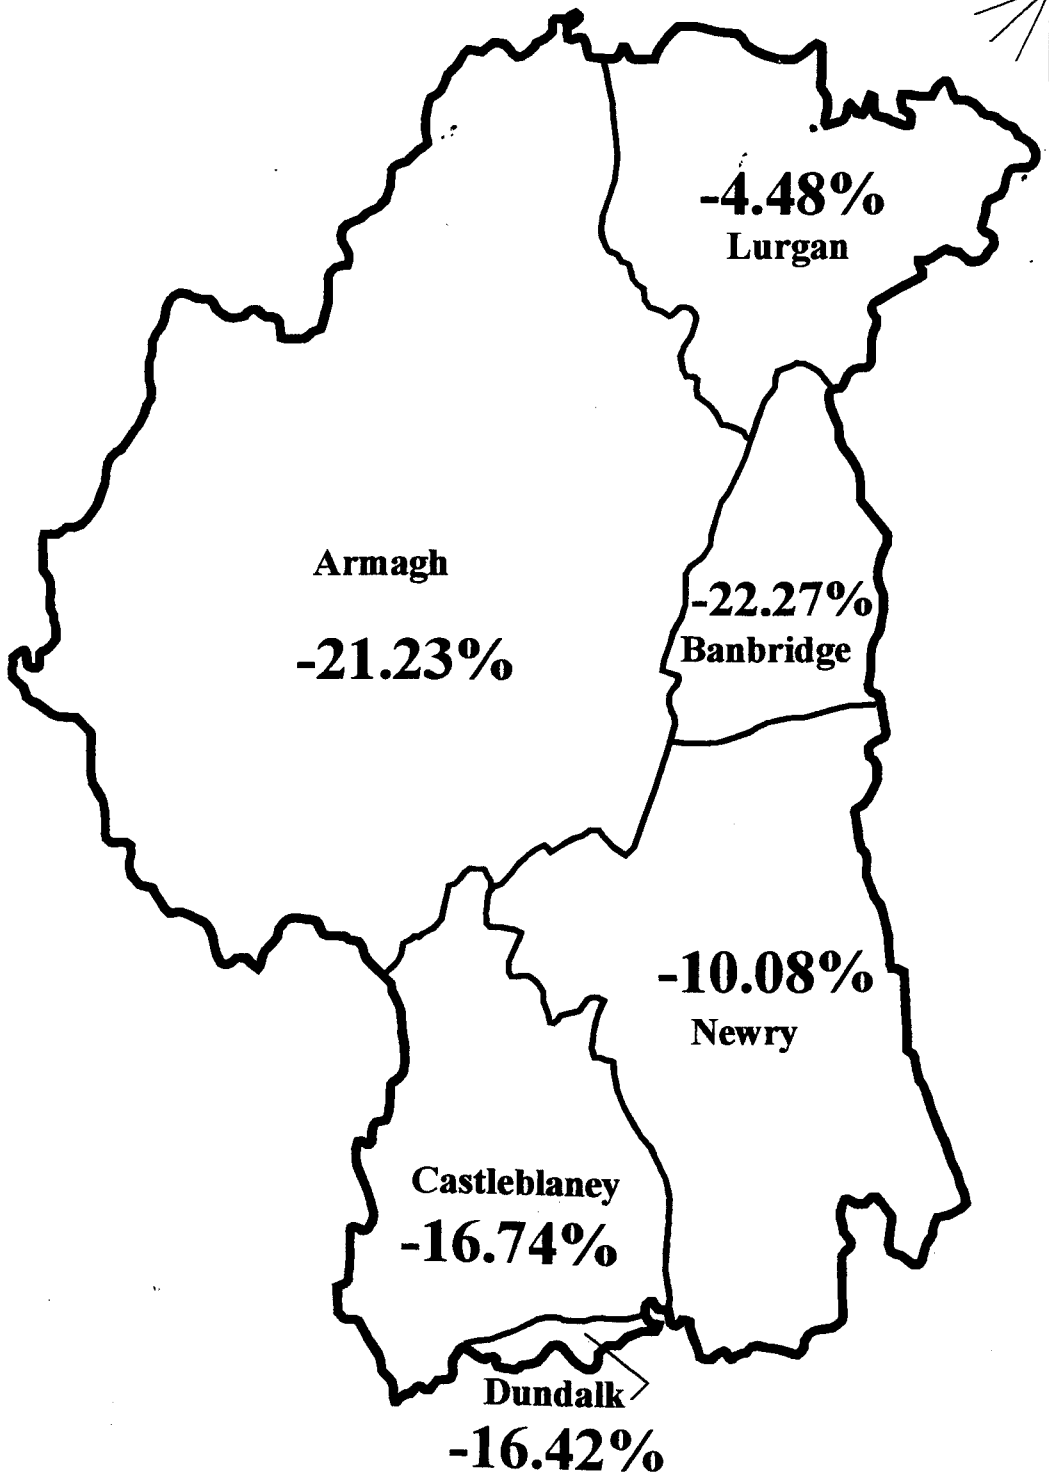 -4.48%
Lurgan
Armagh
-21.23%
-22.27%
Banbridge
-10.08%
Newry
Castleblaney
-16.74%
Dundalk
-16.42%